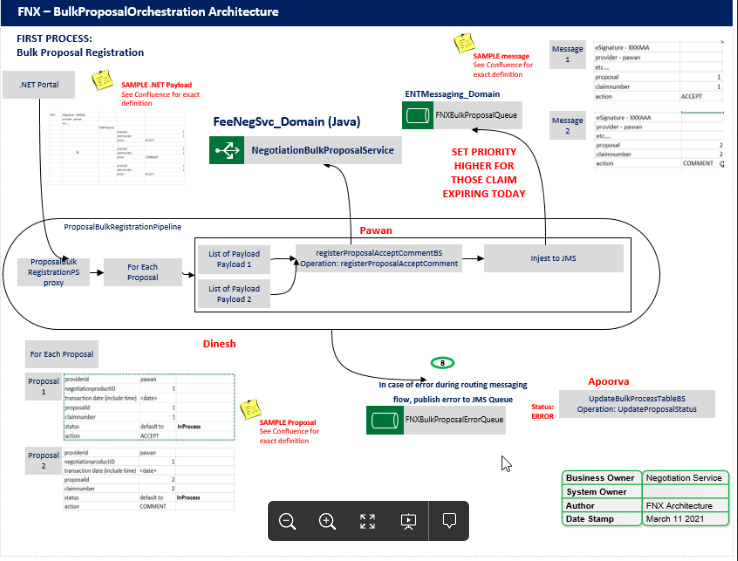 FNX – BulkProposalOrchestration Architecture
FIRST PROCESS:
Bulk Proposal Registration
.NET Portal
SAMPLE .NET Payload
See Confluence for exact
definition
SAMPLE message
See Confluence for
exact definition
Message
1
eSignature - XXXAAA
provider - pawan
etc...
proposal 1
claimnumber 1
action ACCEPT
Message
2
eSignature - XXXAAA
provider - pawan
etc...
proposal 2
claimnumber 2
action COMMENT
ENTMessaging_Domain
FNXBulkProposalQueue
FeeNegSvc_Domain (Java)
NegotiationBulkProposalService
SET PRIORITY
HIGHER FOR
THOSE CLAIM
EXPIRING TODAY
ProposalBulkRegistrationPipeline
Pawan
ProposalBulk
RegistrationPS
proxy
For Each
Proposal
List of Payload
Payload 1
List of Payload
Payload 2
registerProposalAcceptCommentBS
Operation: registerProposalAcceptComment
Injest to JMS
Dinesh
For Each Proposal
Proposal
1
providerid pawan
negotiationproductID 1
transaction date (include time) <date>
proposalid 1
claimnumber 1
status default to InProcess
action ACCEPT
SAMPLE Proposal
See Confluence for
exact definition
Proposal
2
providerid pawan
negotiationproductID 1
transaction date (include time) <date>
proposalid 2
claimnumber 2
status default to InProcess
action COMMENT
8
In case of error during routing messaging
flow, publish error to JMS Queue
FNXBulkProposalErrorQueue
Apoorva
Status:
ERROR
UpdateBulkProcessTableBS
Operation: UpdateProposalStatus
Business Owner Negotiation Service
System Owner
Author FNX Architecture
Date Stamp March 11 2021